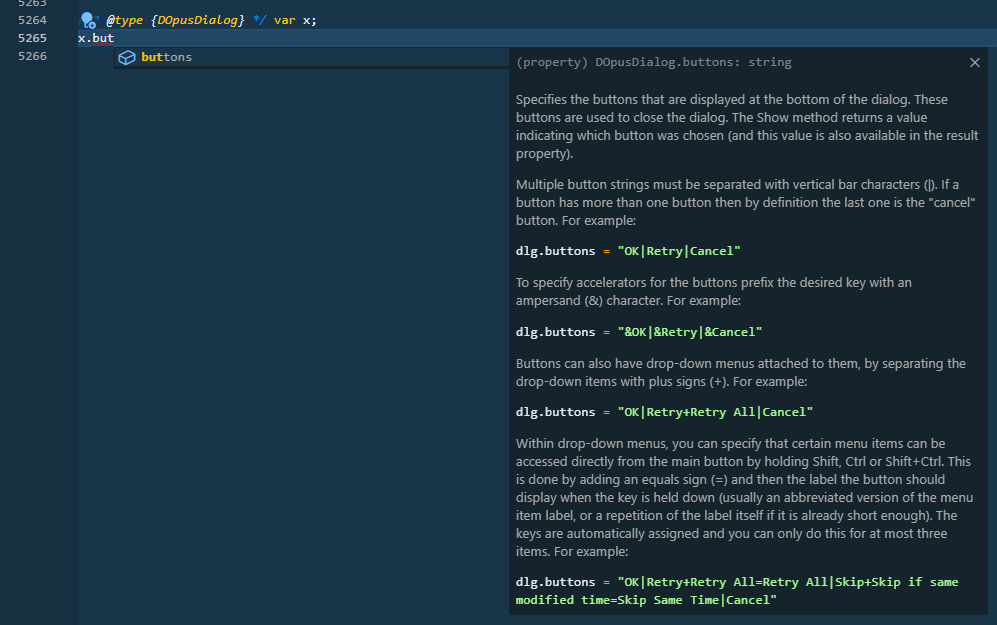 5263
5264 @type {DOpusDialog} */ var x;
5265 x.but
5266
buttons
(property) DOpusDialog.buttons: string
Specifies the buttons that are displayed at the bottom of the dialog. These
buttons are used to close the dialog. The Show method returns a value
indicating which button was chosen (and this value is also available in the result
property).
Multiple button strings must be separated with vertical bar characters (|). If a
button has more than one button then by definition the last one is the "cancel"
button. For example:
dlg.buttons = "OK|Retry|Cancel"
To specify accelerators for the buttons prefix the desired key with an
ampersand (&) character. For example:
dlg.buttons = "&OK|&Retry|&Cancel"
Buttons can also have drop-down menus attached to them, by separating the
drop-down items with plus signs (+). For example:
dlg.buttons = "OK|Retry+Retry All|Cancel"
Within drop-down menus, you can specify that certain menu items can be
accessed directly from the main button by holding Shift, Ctrl or Shift+Ctrl. This
is done by adding an equals sign (=) and then the label the button should
display when the key is held down (usually an abbreviated version of the menu
item label, or a repetition of the label itself if it is already short enough). The
keys are automatically assigned and you can only do this for at most three
items. For example:
dlg.buttons = "OK|Retry+Retry All=Retry All|Skip+Skip if same
modified time=Skip Same Time|Cancel"